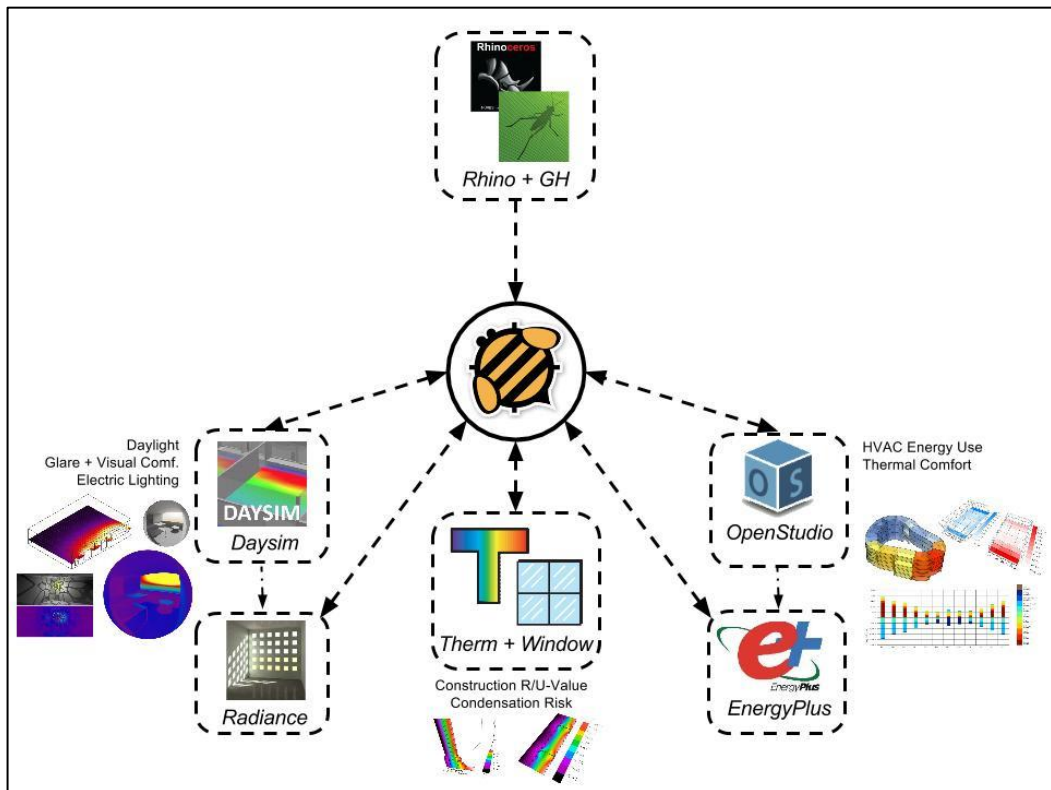 Rhinoceros
Rhino + GH
Daylight
Glare + Visual Comf.
Electric Lighting
DAYSIM
Daysim
Radiance
T
Therm + Window
Construction R/U-Value
Condensation Risk
OS
OpenStudio
HVAC Energy Use
Thermal Comfort
e+
EnergyPlus
EnergyPlus